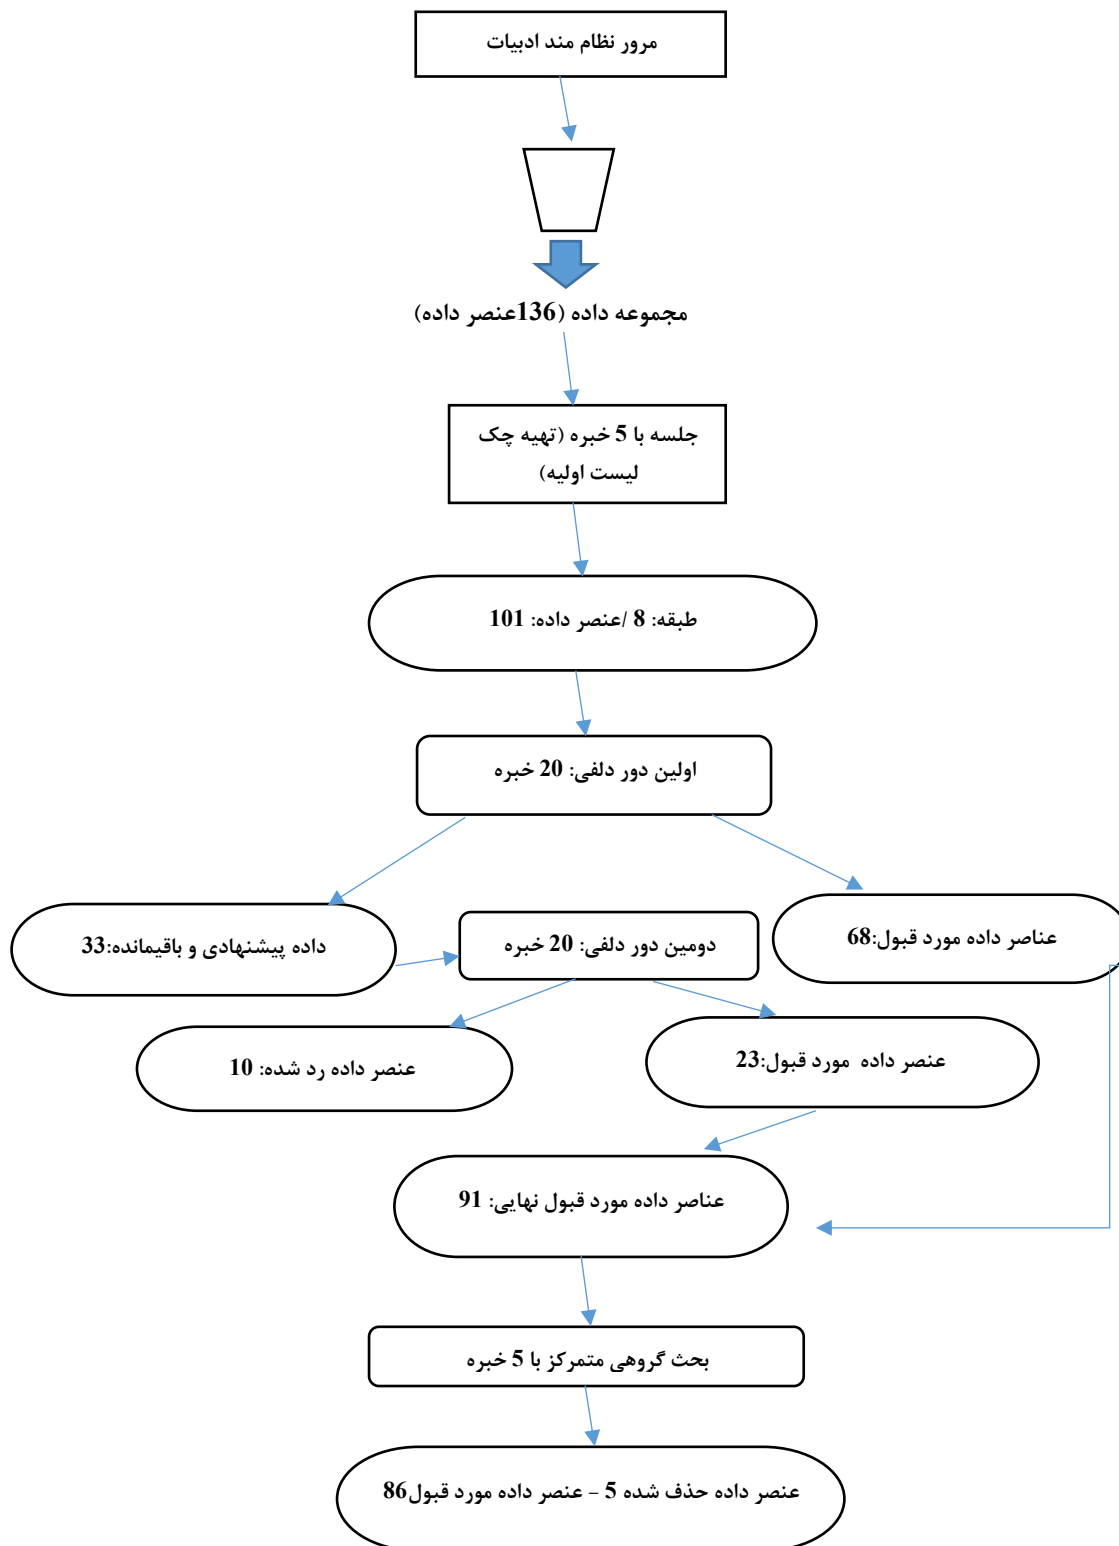 مرور نظام مند ادبیات
مجموعه داده (136عنصر داده)
جلسه با 5 خبره (تهیه چک
لیست اولیه)
طبقه: 8 /عنصر داده: 101
اولین دور دلفی: 20 خبره
عناصر داده مورد قبول:68
داده پیشنهادی و باقیمانده:33
دومین دور دلفی: 20 خبره
عنصر داده مورد قبول:23
عنصر داده رد شده: 10
عناصر داده مورد قبول نهایی: 91
بحث گروهی متمرکز با 5 خبره
عنصر داده حذف شده 5 – عنصر داده مورد قبول86